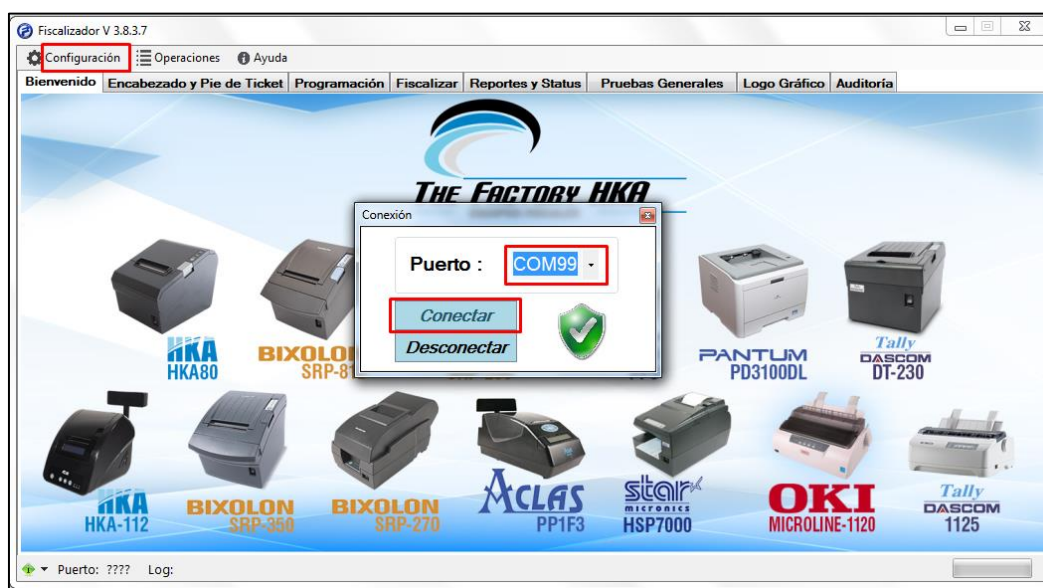 Fiscalizador V 3.8.3.7
Configuración Operaciones Ayuda
Bienvenido Encabezado y Pie de Ticket Programación Fiscalizar Reportes y Status Pruebas Generales Logo Gráfico Auditoría
THE FACTORY HKA
Conexión
Puerto : COM99
Conectar
Desconectar
HKA
HKA80
BIXOLON
SRP-81
PANTUM
PD3100DL
Tally
DASCOM
DT-230
HKA
HKA-112
BIXOLON
SRP-350
BIXOLON
SRP-270
ACLAS
PP1F3
star
micronics
HSP7000
OKI
MICROLINE-1120
Tally
DASCOM
1125
Puerto: ???? Log: